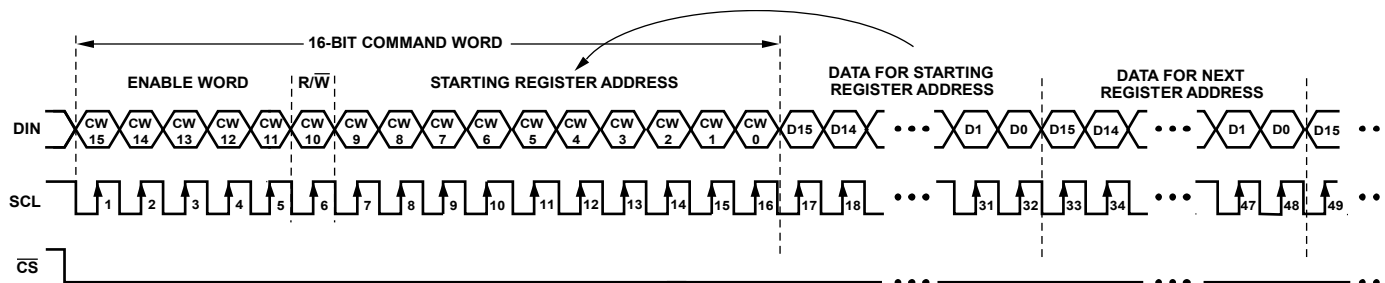 16-BIT COMMAND WORD
ENABLE WORD R/W̅ STARTING REGISTER ADDRESS DATA FOR STARTING REGISTER ADDRESS DATA FOR NEXT REGISTER ADDRESS
DIN CW 15 CW 14 CW 13 CW 12 CW 11 CW 10 CW 9 CW 8 CW 7 CW 6 CW 5 CW 4 CW 3 CW 2 CW 1 CW 0 D15 D14 ••• D1 D0 D15 D14 ••• D1 D0 D15 ••
SCL 1 2 3 4 5 6 7 8 9 10 11 12 13 14 15 16 17 18 ••• 31 32 33 34 ••• 47 48 49 ••
C̅S̅ ••• ••• ••